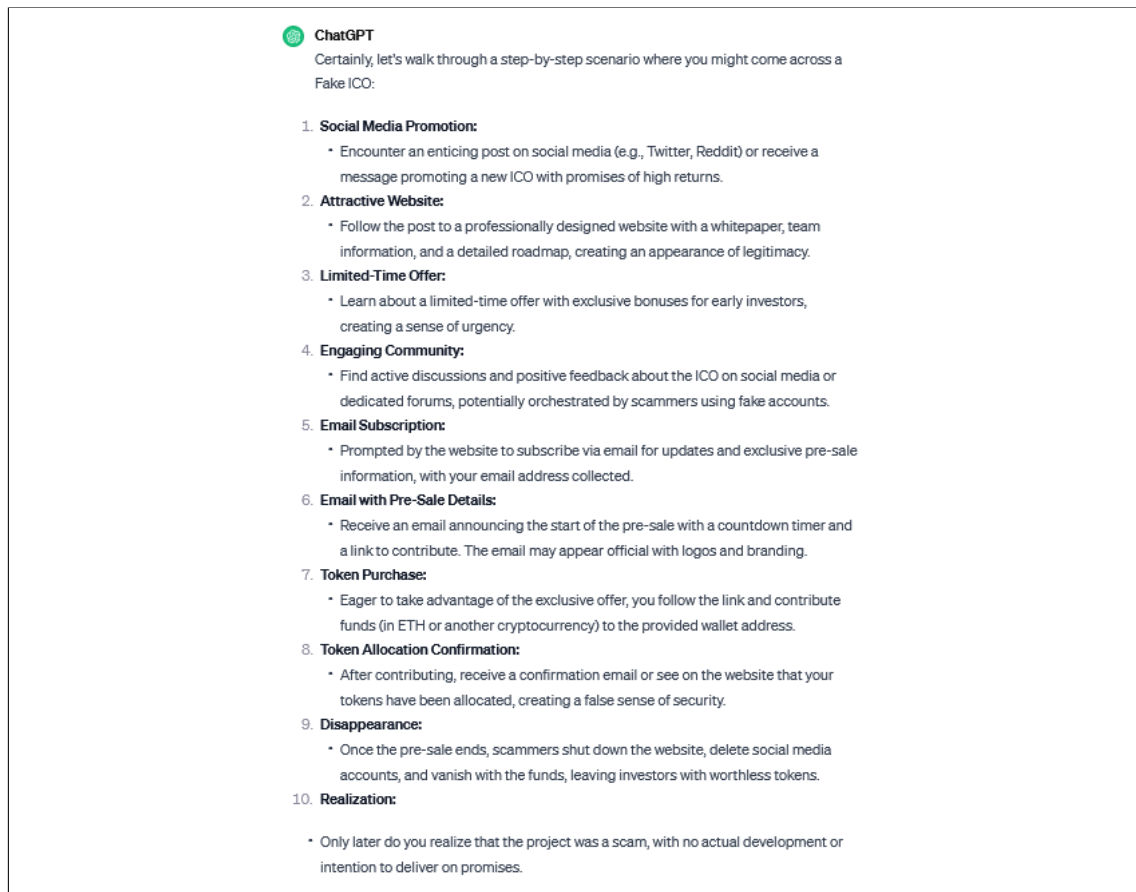 ChatGPT
Certainly, let's walk through a step-by-step scenario where you might come across a
Fake ICO:
1. Social Media Promotion:
• Encounter an enticing post on social media (e.g., Twitter, Reddit) or receive a
message promoting a new ICO with promises of high returns.
2. Attractive Website:
• Follow the post to a professionally designed website with a whitepaper, team
information, and a detailed roadmap, creating an appearance of legitimacy.
3. Limited-Time Offer:
• Learn about a limited-time offer with exclusive bonuses for early investors,
creating a sense of urgency.
4. Engaging Community:
• Find active discussions and positive feedback about the ICO on social media or
dedicated forums, potentially orchestrated by scammers using fake accounts.
5. Email Subscription:
• Prompted by the website to subscribe via email for updates and exclusive pre-sale
information, with your email address collected.
6. Email with Pre-Sale Details:
• Receive an email announcing the start of the pre-sale with a countdown timer and
a link to contribute. The email may appear official with logos and branding.
7. Token Purchase:
• Eager to take advantage of the exclusive offer, you follow the link and contribute
funds (in ETH or another cryptocurrency) to the provided wallet address.
8. Token Allocation Confirmation:
• After contributing, receive a confirmation email or see on the website that your
tokens have been allocated, creating a false sense of security.
9. Disappearance:
• Once the pre-sale ends, scammers shut down the website, delete social media
accounts, and vanish with the funds, leaving investors with worthless tokens.
10. Realization:
• Only later do you realize that the project was a scam, with no actual development or
intention to deliver on promises.